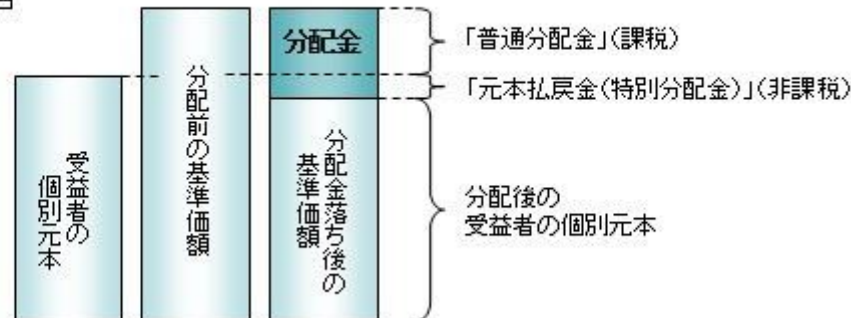 分配金
「普通分配金」(課税)
「元本払戻金(特別分配金)」(非課税)
受益者の
個別元本
分配前の基準価額
分配金落ち後の
基準価額
分配後の
受益者の個別元本